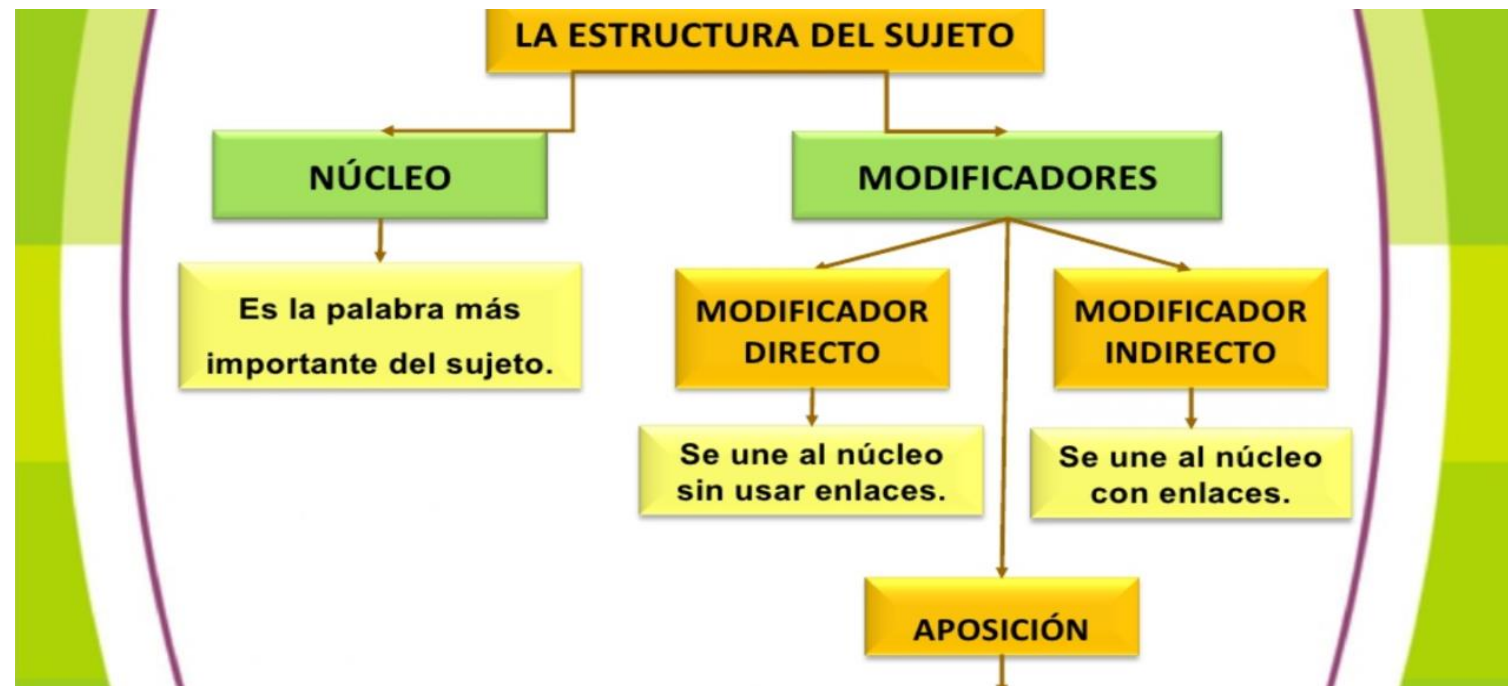 LA ESTRUCTURA DEL SUJETO
NÚCLEO
MODIFICADORES
Es la palabra más
importante del sujeto.
MODIFICADOR
DIRECTO
MODIFICADOR
INDIRECTO
Se une al núcleo
sin usar enlaces.
Se une al núcleo
con enlaces.
APOSICIÓN